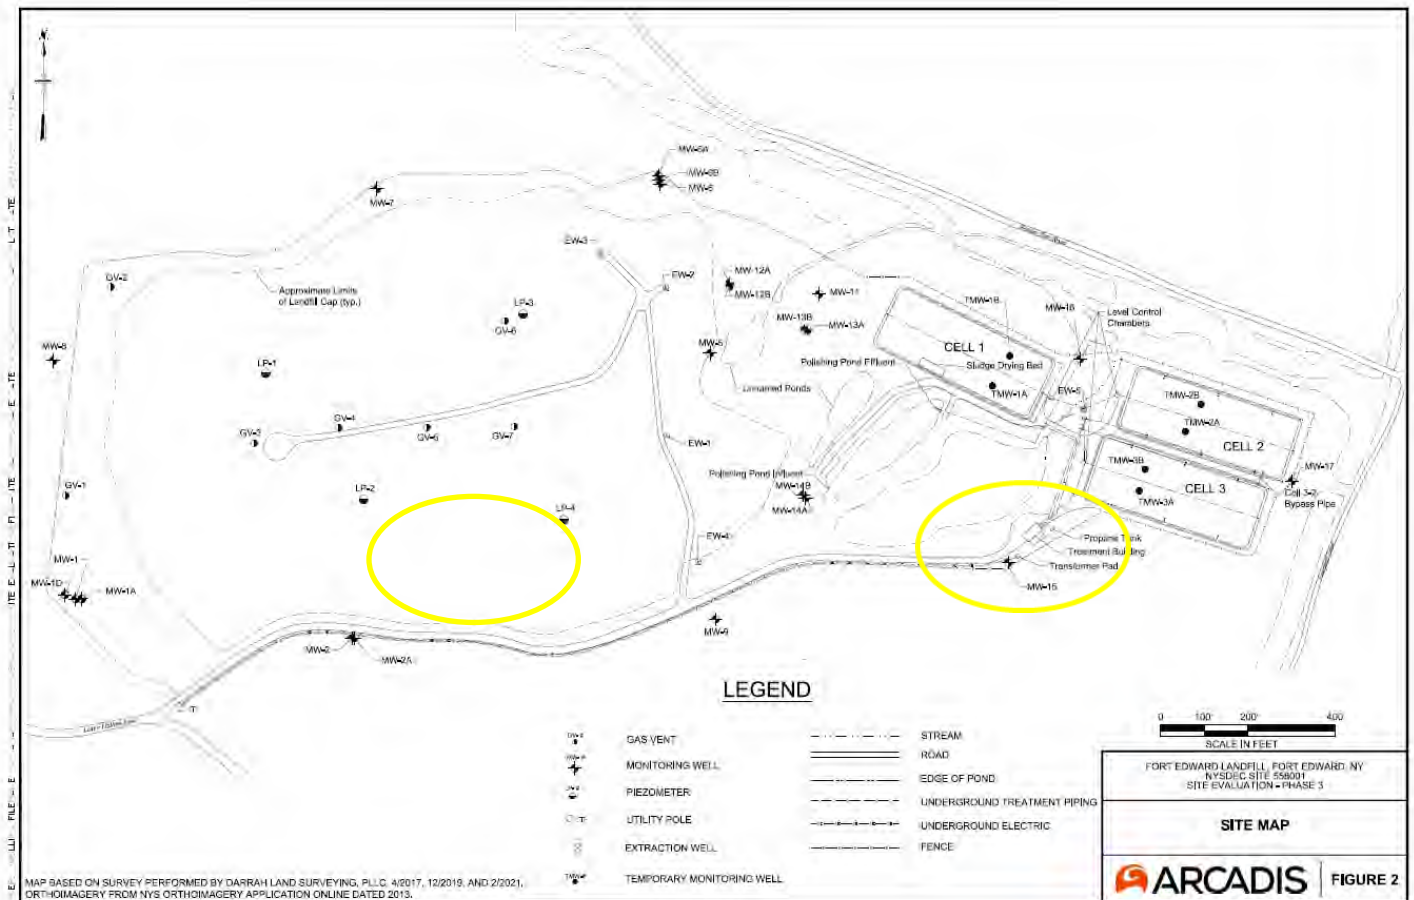 N
MW-6A
MW-6B
MW-6
MW-7
EW-3
EW-2
MW-12A
MW-12B
MW-11
GV-2
Approximate Limits
of Landfill Cap (typ.)
LP-3
GV-6
MW-13B
MW-13A
TMW-1B
MW-16
Level Control
Chambers
MW-8
LP-1
MW-5
CELL 1
Polishing Pond Effluent
Sludge Drying Bed
Unnamed Ponds
TMW-1A
EW-5
TMW-2B
TMW-2A
CELL 2
GV-4
GV-3
GV-5
GV-7
EW-1
Polishing Pond Influent
TMW-3B
CELL 3
TMW-3A
MW-17
Cell 3-2
Bypass Pipe
GV-1
LP-2
LP-4
MW-14B
MW-14A
EW-4
Propane Tank
Treatment Building
Transformer Pad
MW-15
MW-1
MW-1D
MW-1A
MW-9
MW-2
MW-2A
LEGEND
GAS VENT
MONITORING WELL
PIEZOMETER
UTILITY POLE
EXTRACTION WELL
TEMPORARY MONITORING WELL
STREAM
ROAD
EDGE OF POND
UNDERGROUND TREATMENT PIPING
UNDERGROUND ELECTRIC
FENCE
0 100 200 400
SCALE IN FEET
FORT EDWARD LANDFILL, FORT EDWARD, NY
NYSDEC SITE 558001
SITE EVALUATION - PHASE 3
SITE MAP
ARCADIS
FIGURE 2
MAP BASED ON SURVEY PERFORMED BY DARRAH LAND SURVEYING, PLLC, 4/2017, 12/2019, AND 2/2021.
ORTHOIMAGERY FROM NYS ORTHOIMAGERY APPLICATION ONLINE DATED 2013.